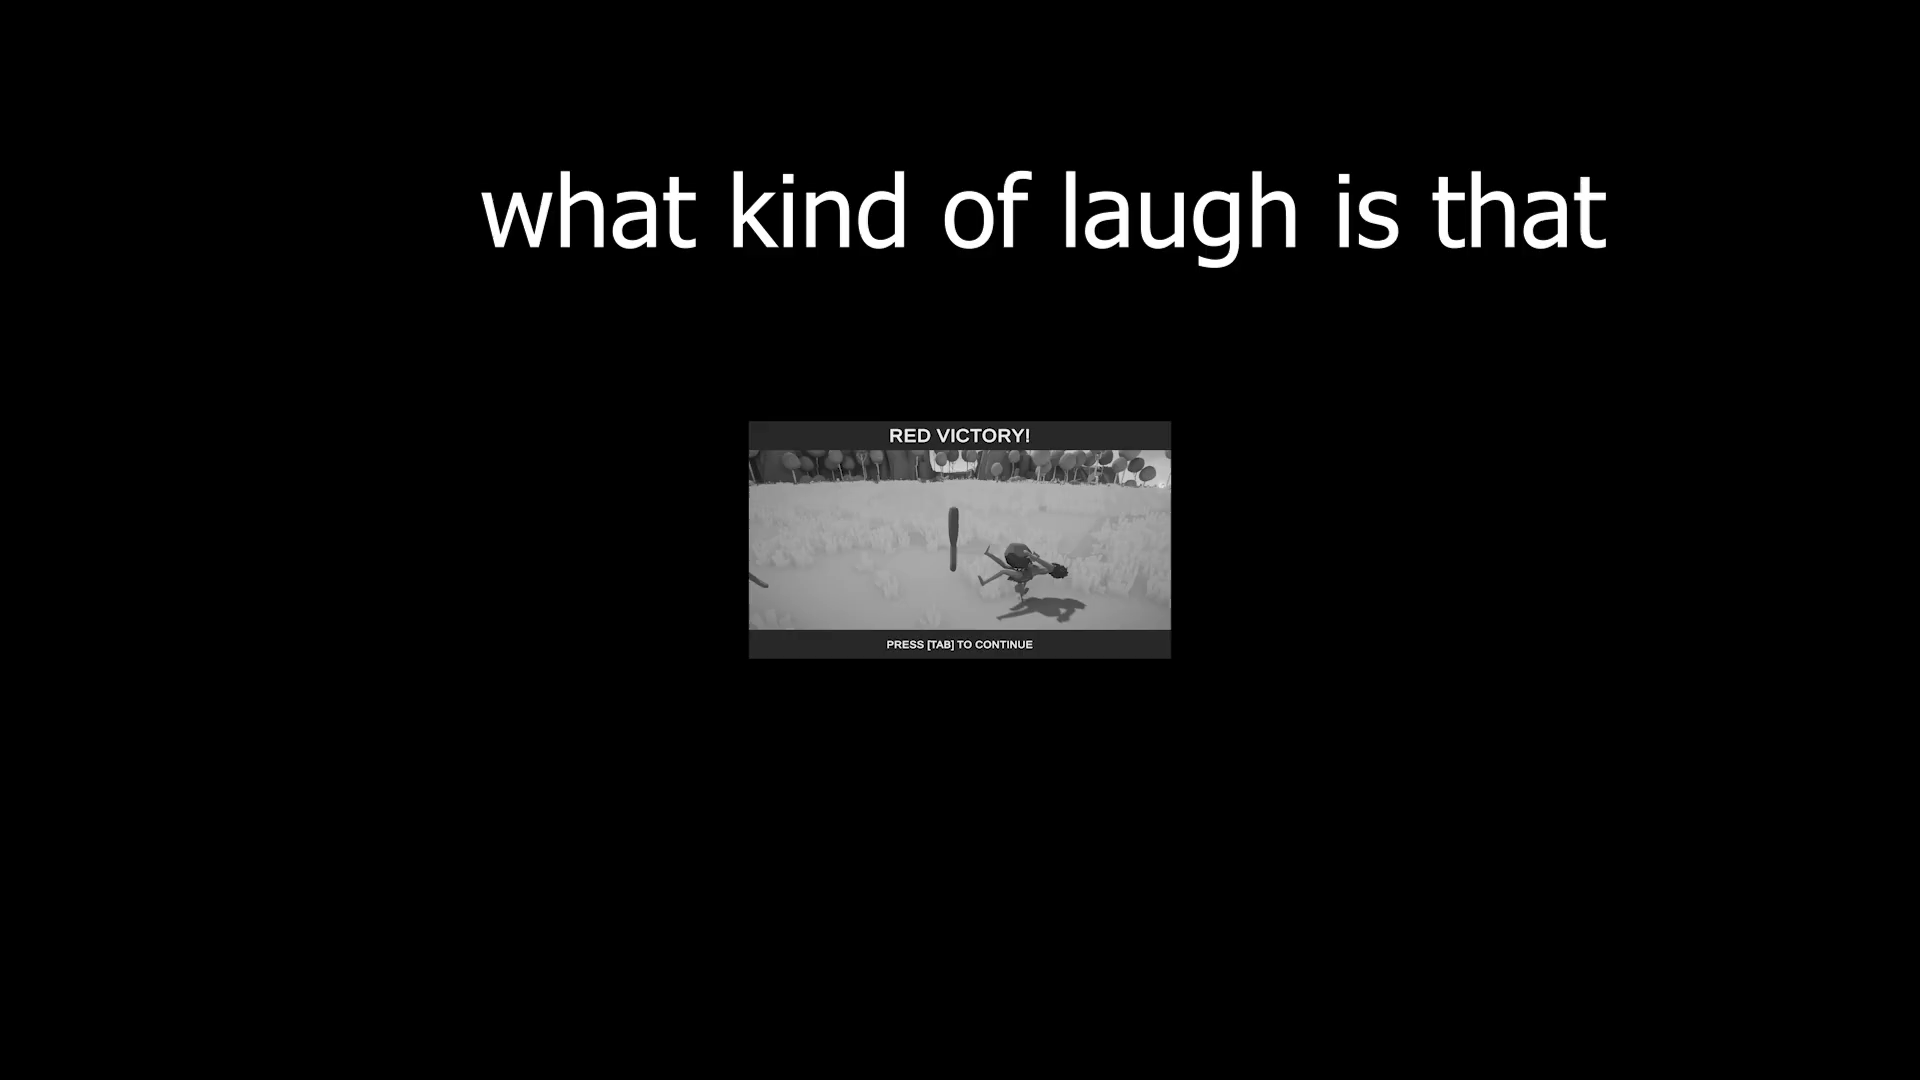 what kind of laugh is that
RED VICTORY!
PRESS [TAB] TO CONTINUE